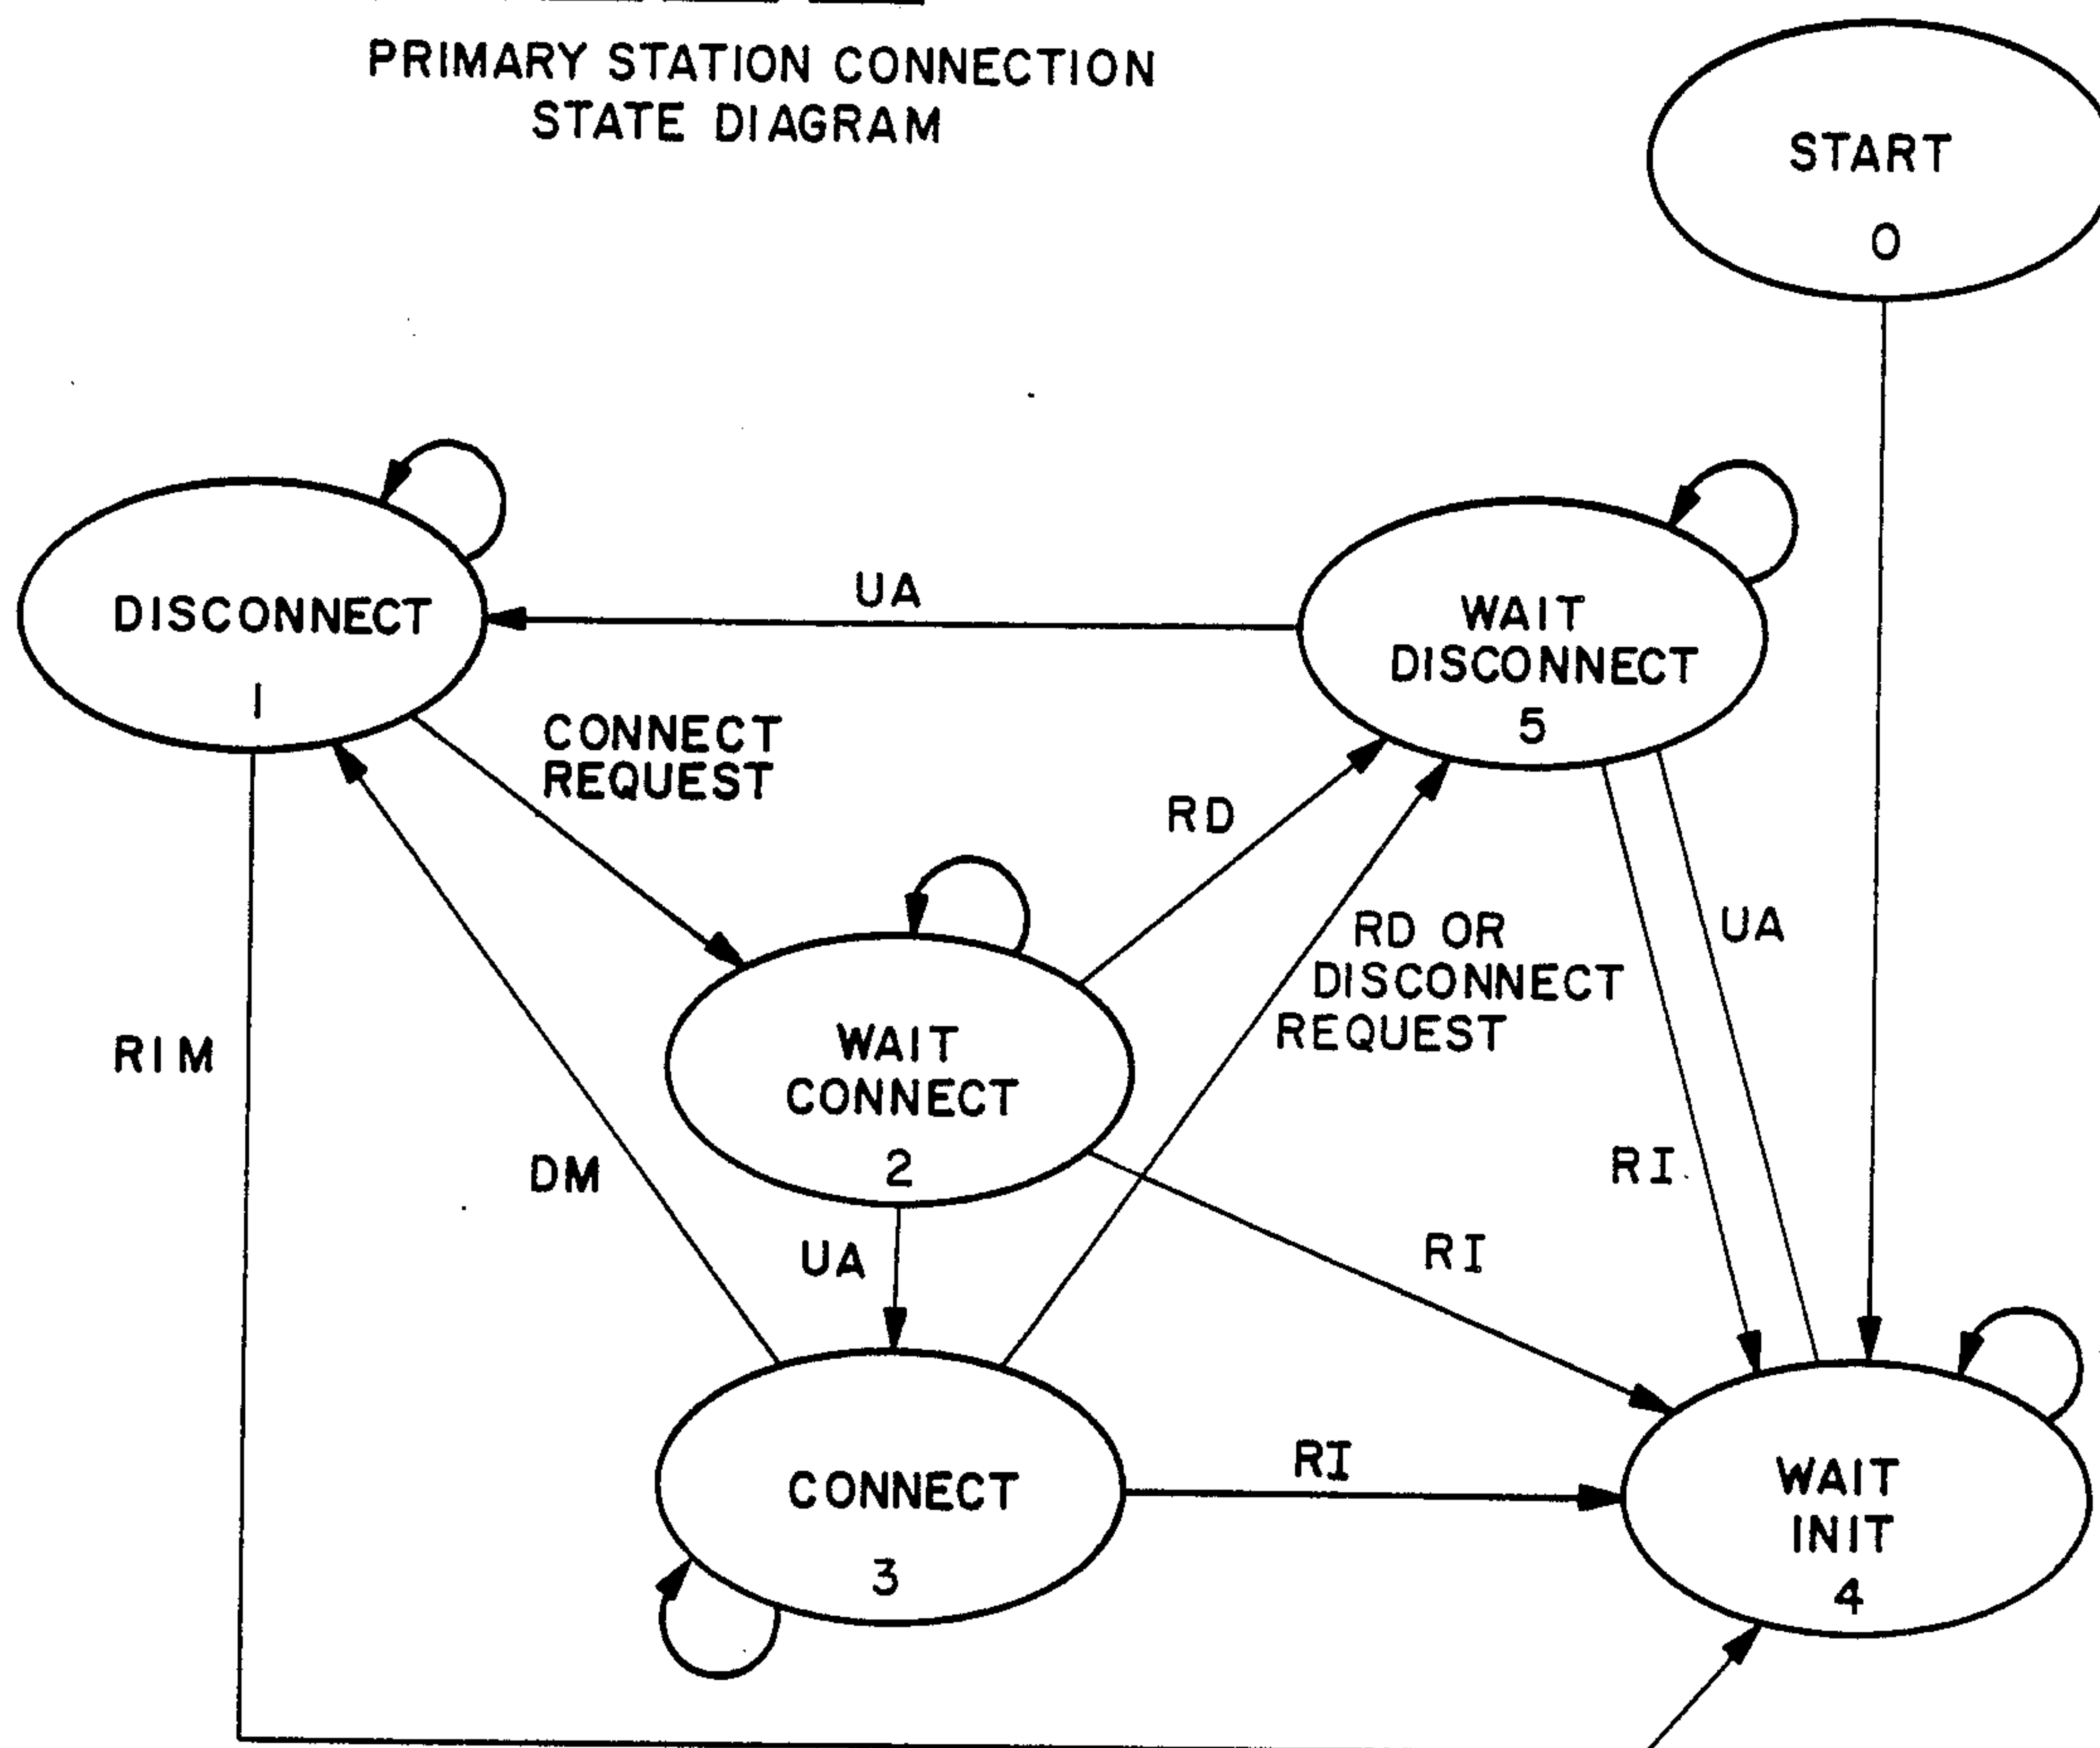 PRIMARY STATION CONNECTION
STATE DIAGRAM
START
0
DISCONNECT
1
UA
WAIT
DISCONNECT
5
CONNECT
REQUEST
RD
RD OR
DISCONNECT
REQUEST
UA
WAIT
CONNECT
2
RIM
DM
RI
UA
RI
CONNECT
3
RI
WAIT
INIT
4